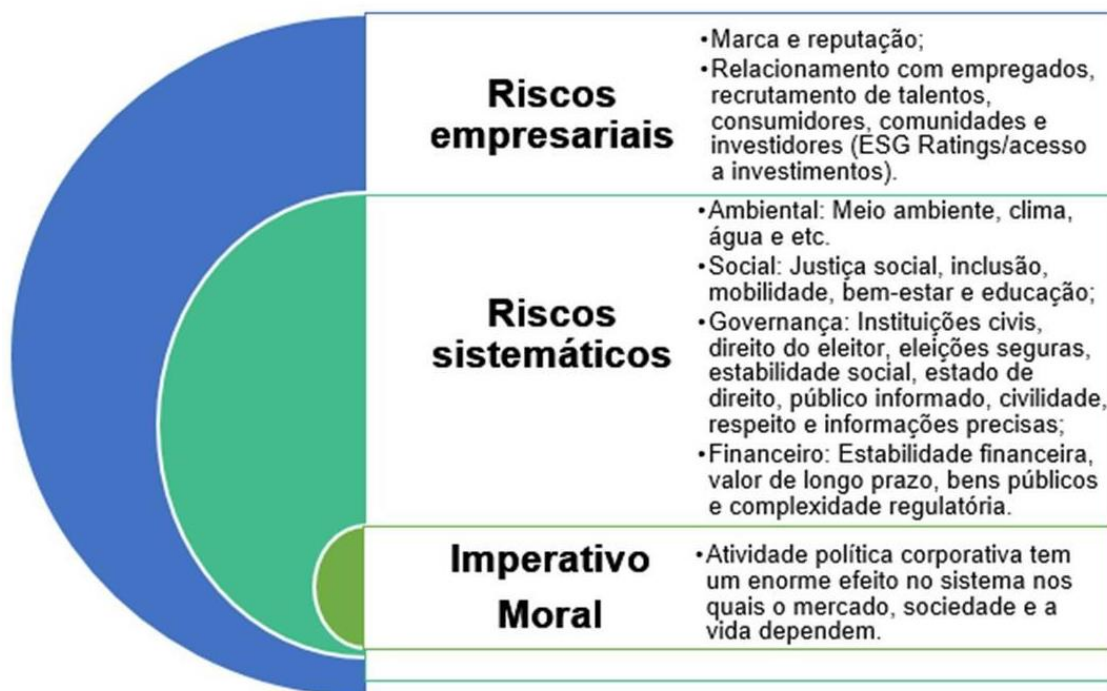 Riscos
empresariais
•Marca e reputação;
•Relacionamento com empregados,
recrutamento de talentos,
consumidores, comunidades e
investidores (ESG Ratings/acesso
a investimentos).
Riscos
sistemáticos
•Ambiental: Meio ambiente, clima,
água e etc.
•Social: Justiça social, inclusão,
mobilidade, bem-estar e educação;
•Governança: Instituições civis,
direito do eleitor, eleições seguras,
estabilidade social, estado de
direito, público informado, civilidade,
respeito e informações precisas;
•Financeiro: Estabilidade financeira,
valor de longo prazo, bens públicos
e complexidade regulatória.
Imperativo
Moral
•Atividade política corporativa tem
um enorme efeito no sistema nos
quais o mercado, sociedade e a
vida dependem.